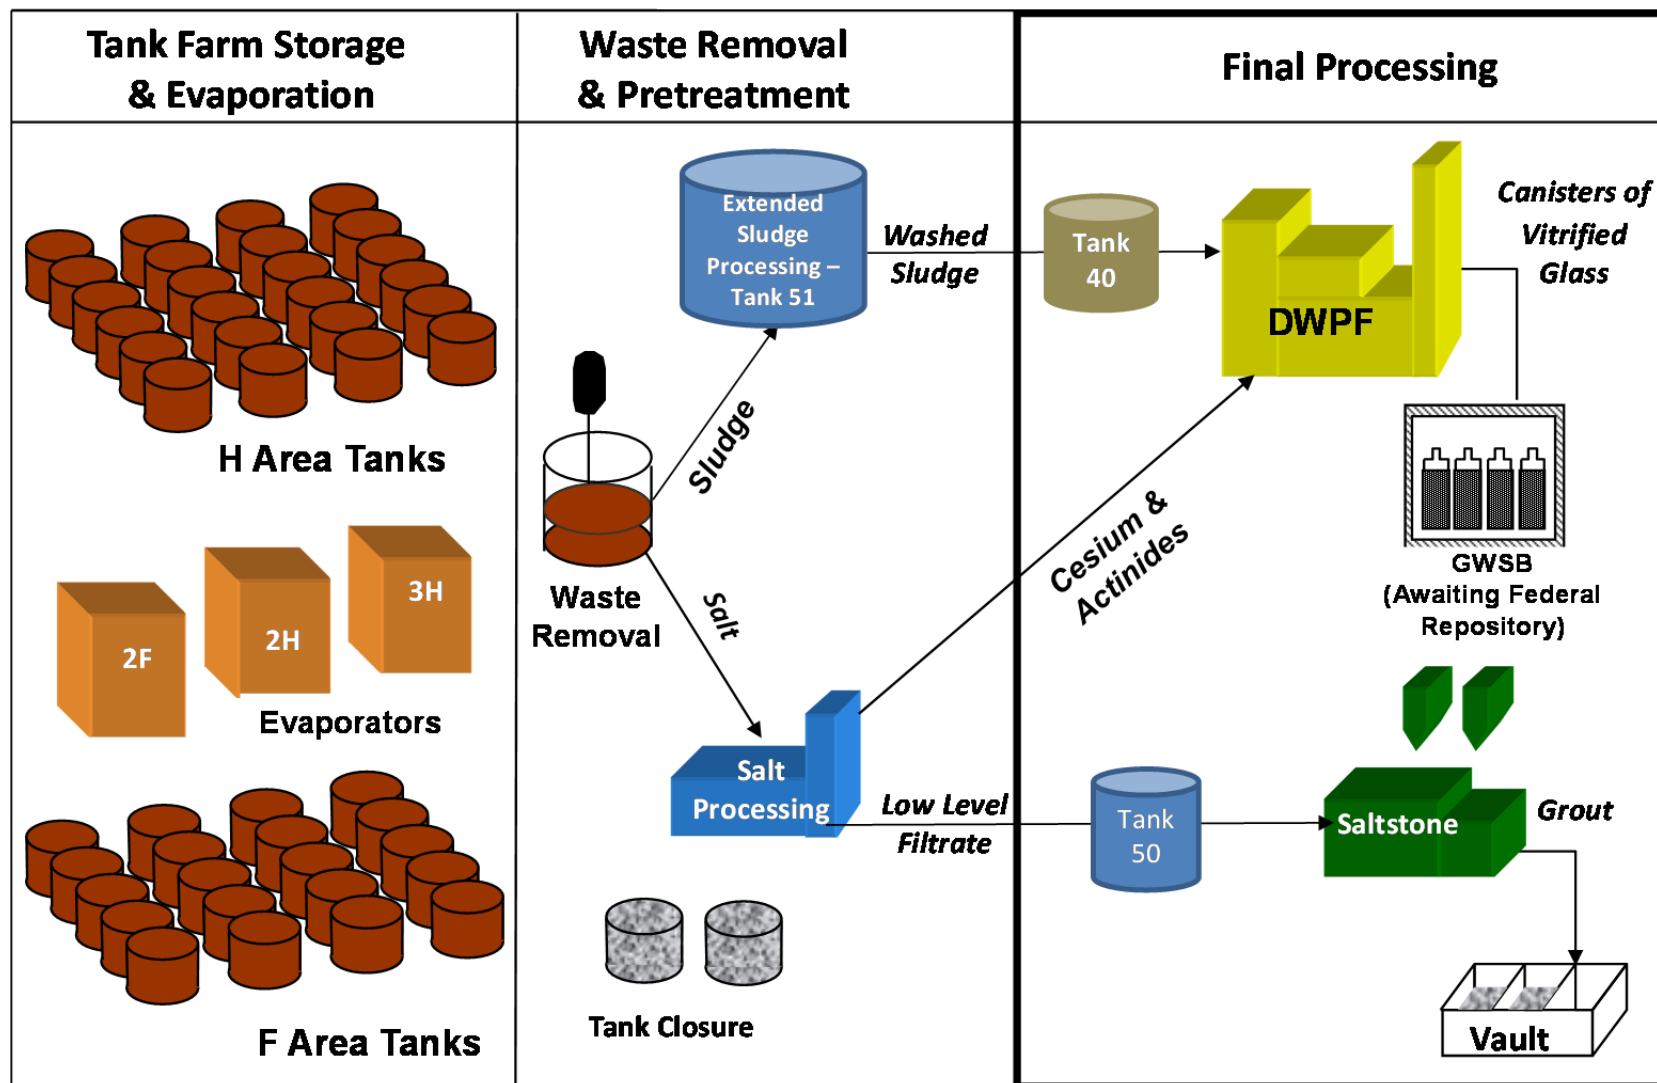 Tank Farm Storage
& Evaporation
Waste Removal
& Pretreatment
Final Processing
H Area Tanks
2F
2H
3H
Evaporators
F Area Tanks
Extended
Sludge
Processing –
Tank 51
Washed
Sludge
Sludge
Waste
Removal
Salt
Salt
Processing
Low Level
Filtrate
Tank Closure
Tank
40
DWPF
Canisters of
Vitrified
Glass
Cesium &
Actinides
GWSB
(Awaiting Federal
Repository)
Tank
50
Saltstone
Grout
Vault